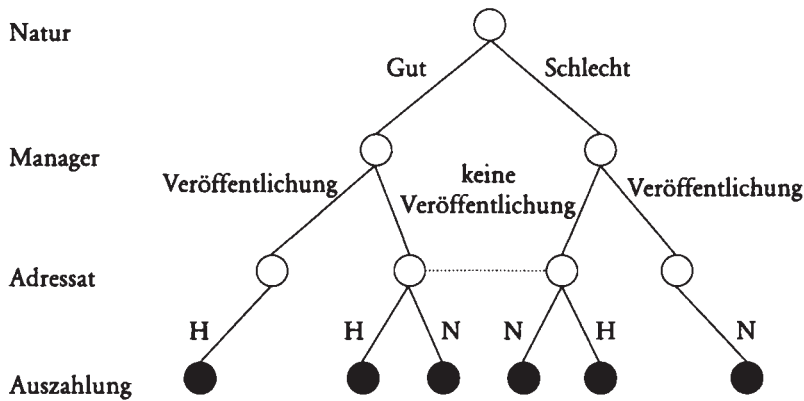 Natur
Gut
Schlecht
Manager
Veröffentlichung
keine
Veröffentlichung
Veröffentlichung
Adressat
H
H
N
N
H
N
Auszahlung